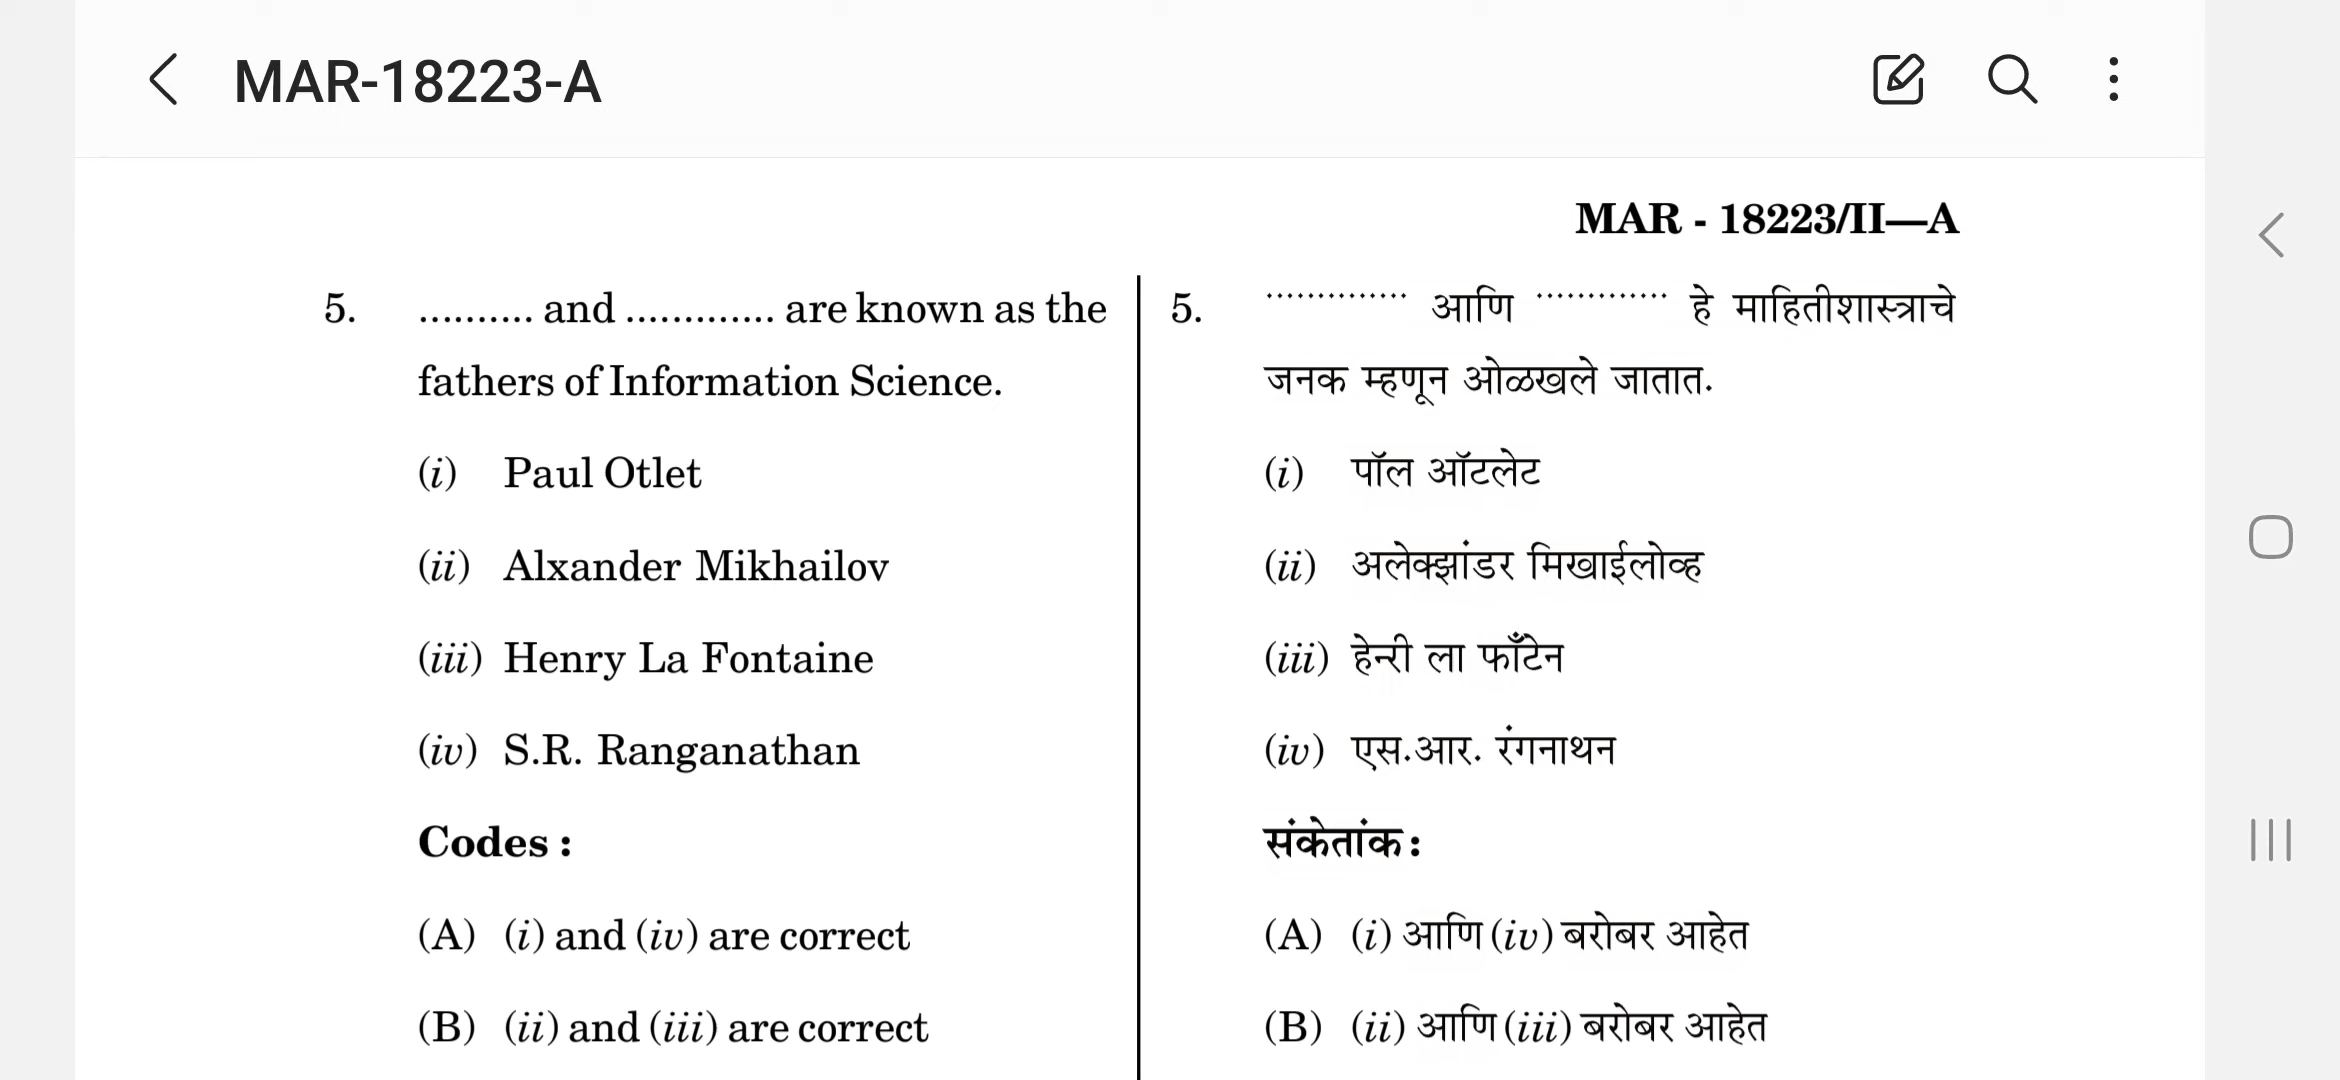 MAR-18223-A
MAR - 18223/II—A
5. .......... and ............. are known as the
fathers of Information Science.
(i) Paul Otlet
(ii) Alxander Mikhailov
(iii) Henry La Fontaine
(iv) S.R. Ranganathan
Codes :
(A) (i) and (iv) are correct
(B) (ii) and (iii) are correct
5. .............. आणि ............. हे माहितीशास्त्राचे
जनक म्हणून ओळखले जातात.
(i) पॉल ऑटलेट
(ii) अलेक्झांडर मिखाईलोव्ह
(iii) हेन्री ला फाँटेन
(iv) एस.आर. रंगनाथन
संकेतांक :
(A) (i) आणि (iv) बरोबर आहेत
(B) (ii) आणि (iii) बरोबर आहेत